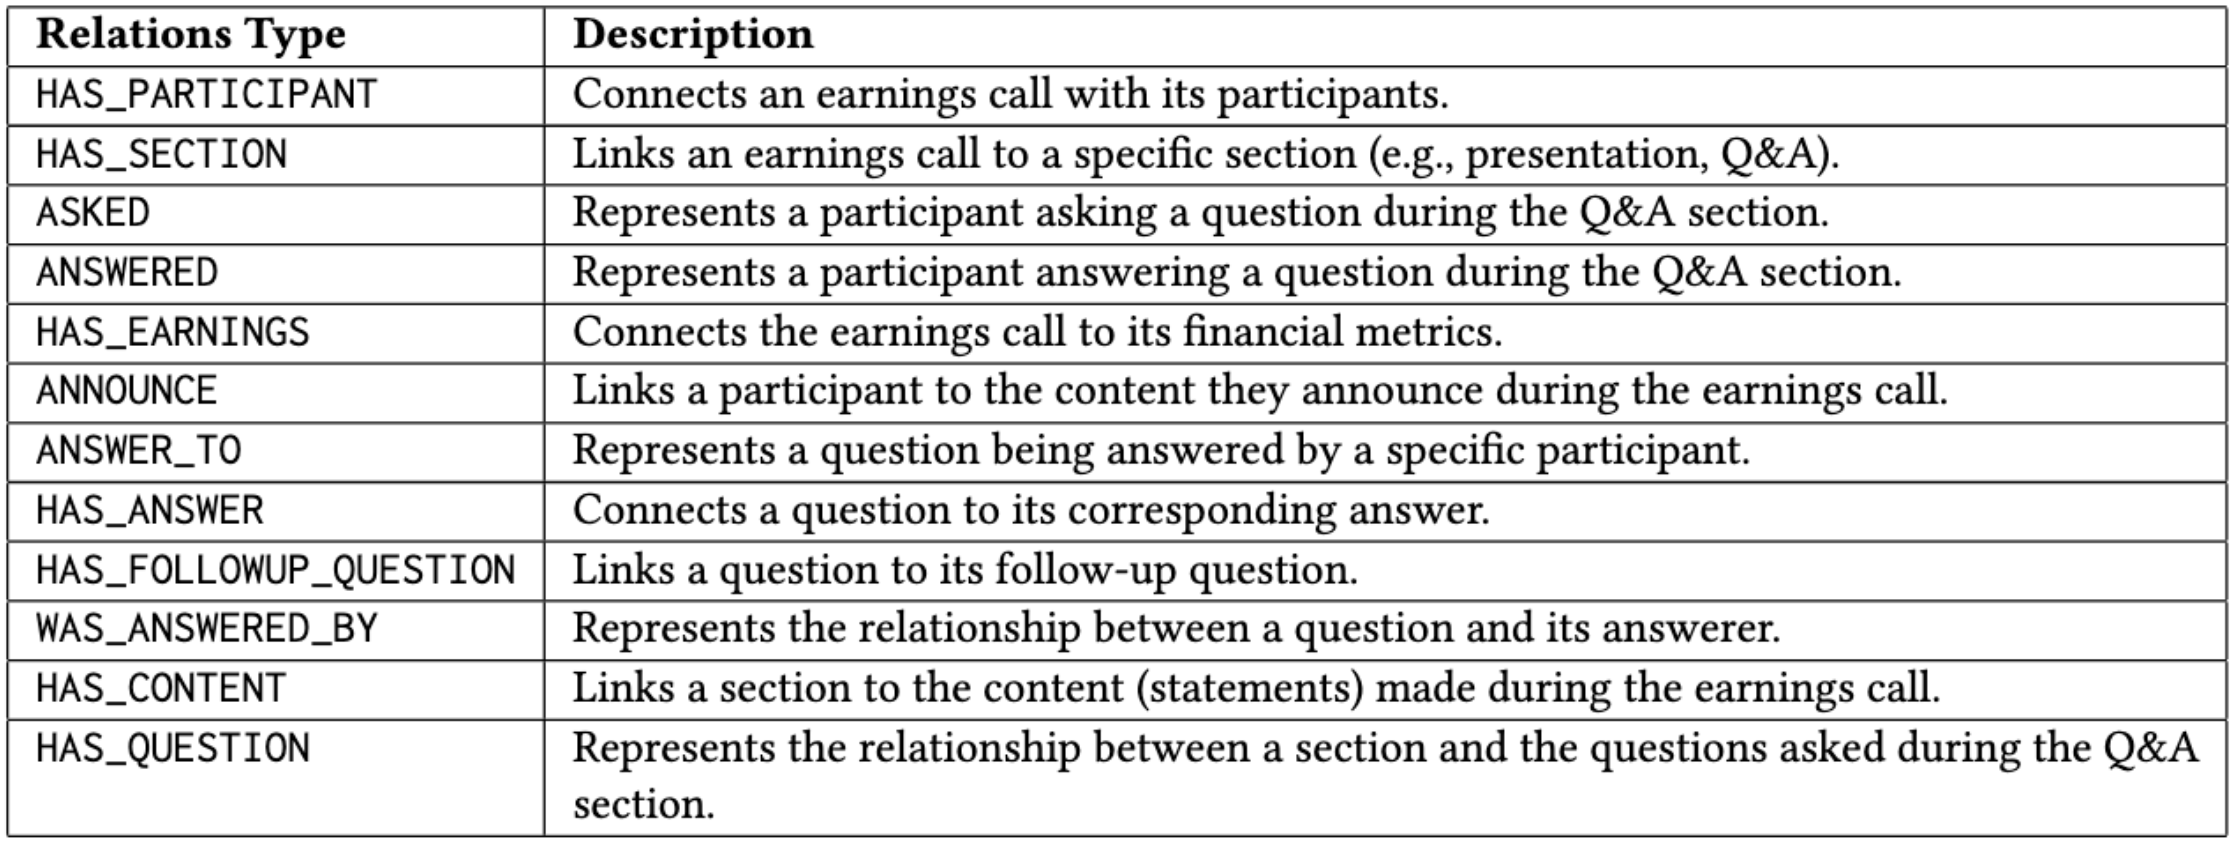 Relations Type Description
HAS_PARTICIPANT Connects an earnings call with its participants.
HAS_SECTION Links an earnings call to a specific section (e.g., presentation, Q&A).
ASKED Represents a participant asking a question during the Q&A section.
ANSWERED Represents a participant answering a question during the Q&A section.
HAS_EARNINGS Connects the earnings call to its financial metrics.
ANNOUNCE Links a participant to the content they announce during the earnings call.
ANSWER_TO Represents a question being answered by a specific participant.
HAS_ANSWER Connects a question to its corresponding answer.
HAS_FOLLOWUP_QUESTION Links a question to its follow-up question.
WAS_ANSWERED_BY Represents the relationship between a question and its answerer.
HAS_CONTENT Links a section to the content (statements) made during the earnings call.
HAS_QUESTION Represents the relationship between a section and the questions asked during the Q&A
section.